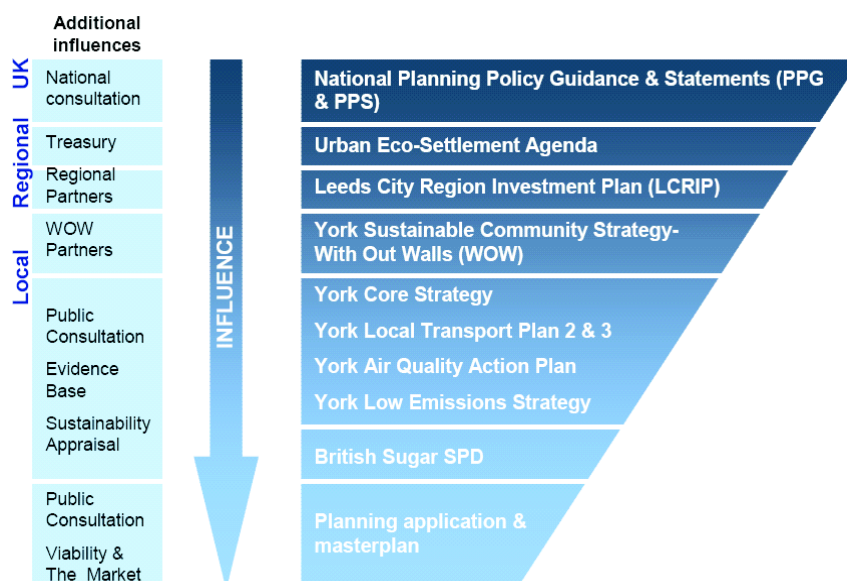 Additional
influences
UK
National
consultation
National Planning Policy Guidance & Statements (PPG
& PPS)
Regional
Treasury
Urban Eco-Settlement Agenda
Regional
Partners
Leeds City Region Investment Plan (LCRIP)
Local
WOW
Partners
York Sustainable Community Strategy-
With Out Walls (WOW)
INFLUENCE
Public
Consultation
Evidence
Base
Sustainability
Appraisal
York Core Strategy
York Local Transport Plan 2 & 3
York Air Quality Action Plan
York Low Emissions Strategy
British Sugar SPD
Public
Consultation
Viability &
The Market
Planning application &
masterplan